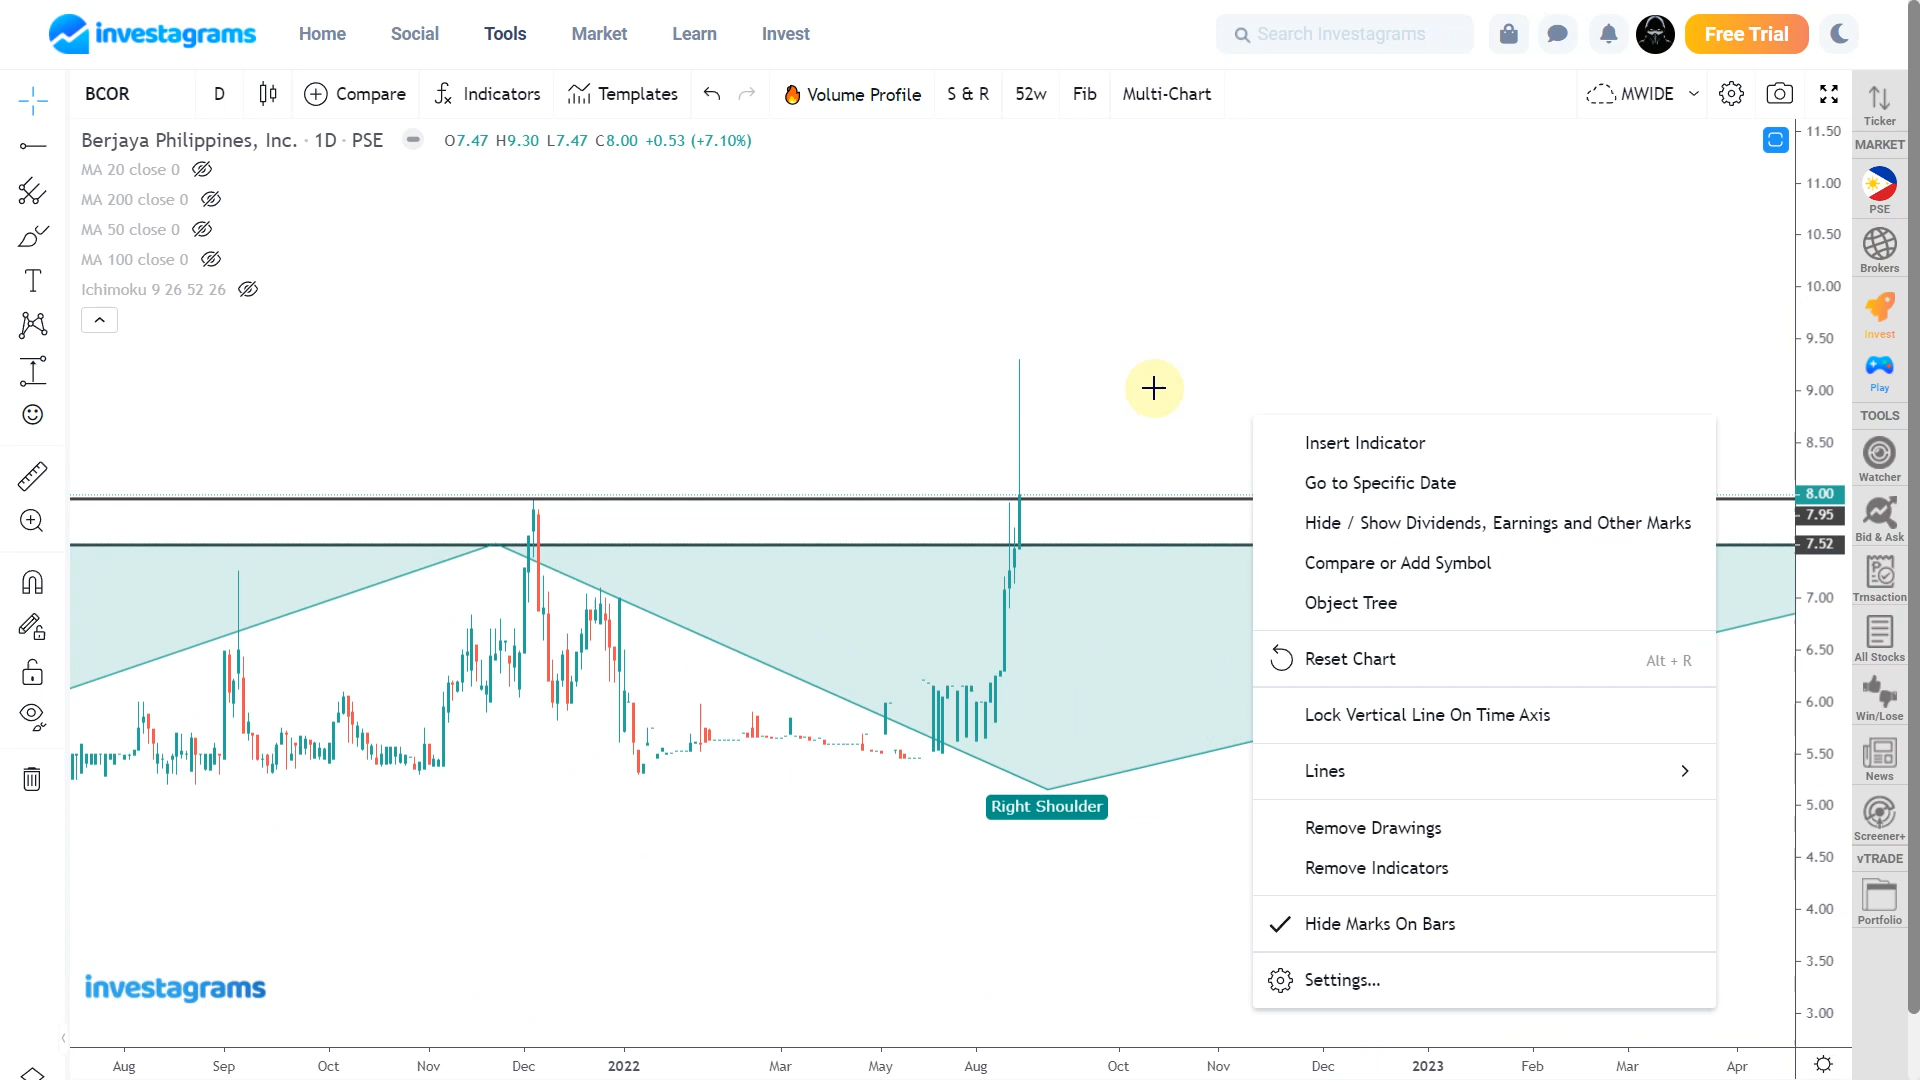 investagrams
Home
Social
Tools
Market
Learn
Invest
Search Investagrams
Free Trial
BCOR
D
Compare
Indicators
Templates
Volume Profile
S & R
52w
Fib
Multi-Chart
MWIDE
Berjaya Philippines, Inc. · 1D · PSE
O7.47 H9.30 L7.47 C8.00 +0.53 (+7.10%)
MA 20 close 0
MA 200 close 0
MA 50 close 0
MA 100 close 0
Ichimoku 9 26 52 26
Insert Indicator
Go to Specific Date
Hide / Show Dividends, Earnings and Other Marks
Compare or Add Symbol
Object Tree
Reset Chart Alt + R
Lock Vertical Line On Time Axis
Lines
Remove Drawings
Remove Indicators
Hide Marks On Bars
Settings...
Right Shoulder
investagrams
11.50
11.00
10.50
10.00
9.50
9.00
8.50
8.00
7.95
7.52
7.00
6.50
6.00
5.50
5.00
4.50
4.00
3.50
3.00
Aug
Sep
Oct
Nov
Dec
2022
Mar
May
Aug
Oct
Nov
Dec
2023
Feb
Mar
Apr
Ticker
MARKET
PSE
Brokers
Invest
Play
TOOLS
Watcher
Bid & Ask
Trnsaction
All Stocks
Win/Lose
News
Screener+
vTRADE
Portfolio